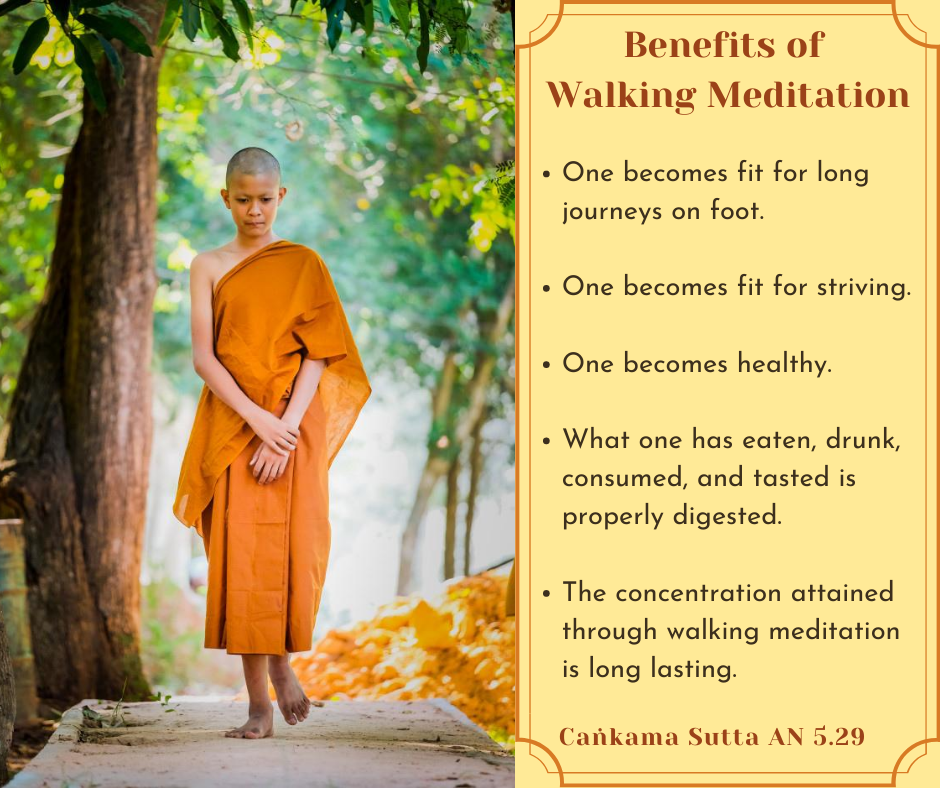 Benefits of
Walking Meditation
• One becomes fit for long
journeys on foot.
• One becomes fit for striving.
• One becomes healthy.
• What one has eaten, drunk,
consumed, and tasted is
properly digested.
• The concentration attained
through walking meditation
is long lasting.
Caṅkama Sutta AN 5.29